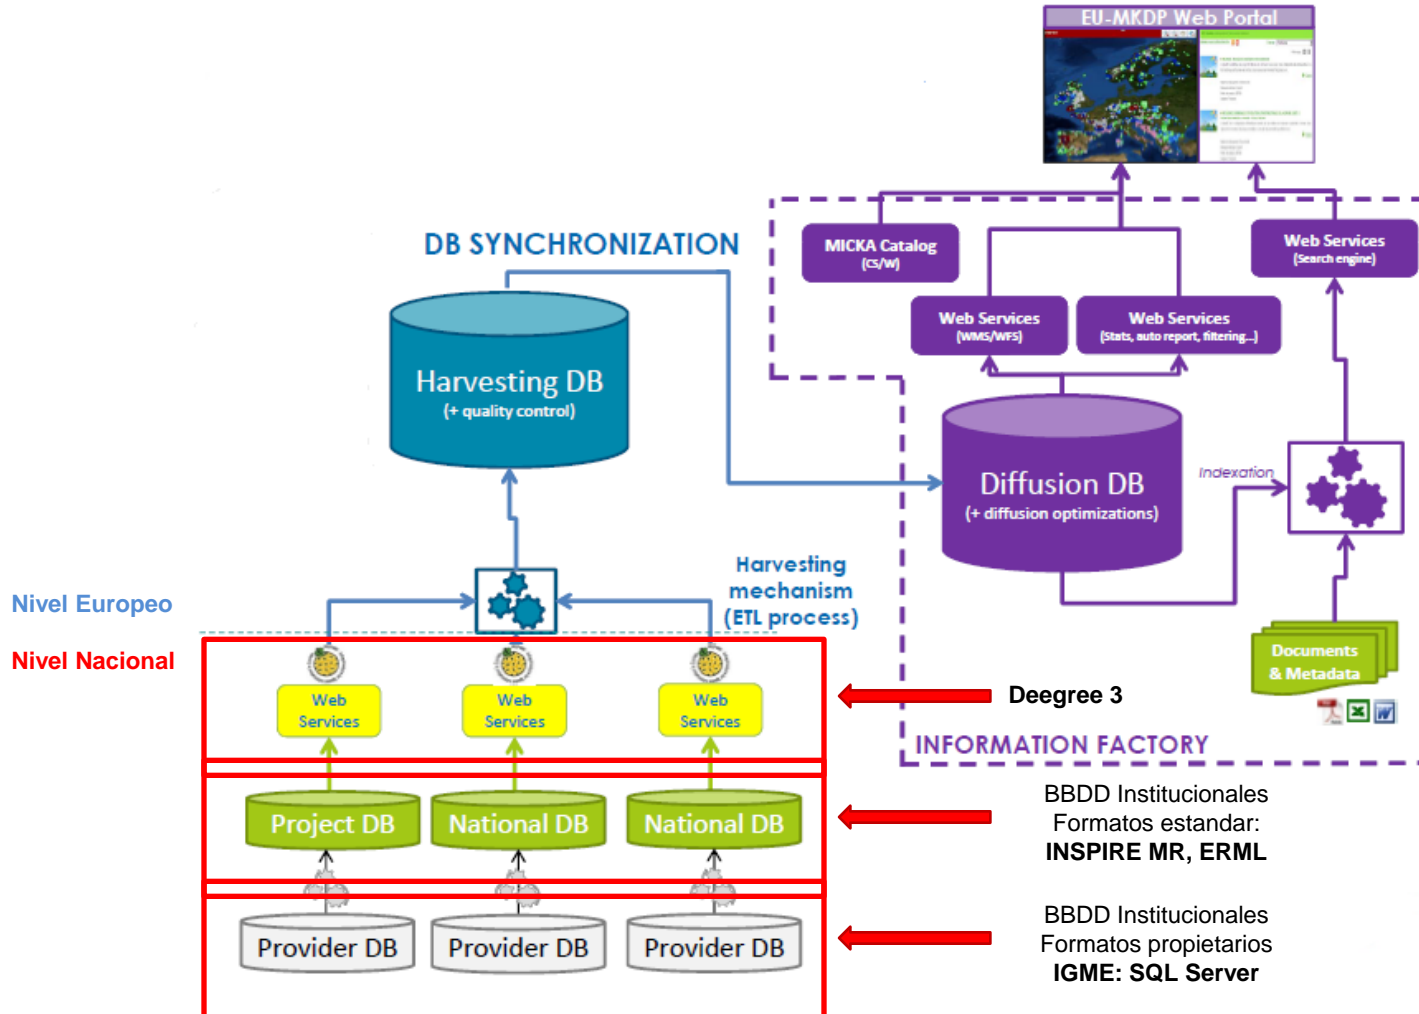 EU-MKDP Web Portal
DB SYNCHRONIZATION
MICKA Catalog
(CS/W)
Web Services
(Search engine)
Web Services
(WMS/WFS)
Web Services
(Stats, auto report, filtering...)
Harvesting DB
(+ quality control)
Diffusion DB
(+ diffusion optimizations)
Indexation
Harvesting
mechanism
(ETL process)
Nivel Europeo
Nivel Nacional
Documents
& Metadata
Web
Services
Web
Services
Web
Services
Deegree 3
INFORMATION FACTORY
Project DB
National DB
National DB
BBDD Institucionales
Formatos estandar:
INSPIRE MR, ERML
Provider DB
Provider DB
Provider DB
BBDD Institucionales
Formatos propietarios
IGME: SQL Server